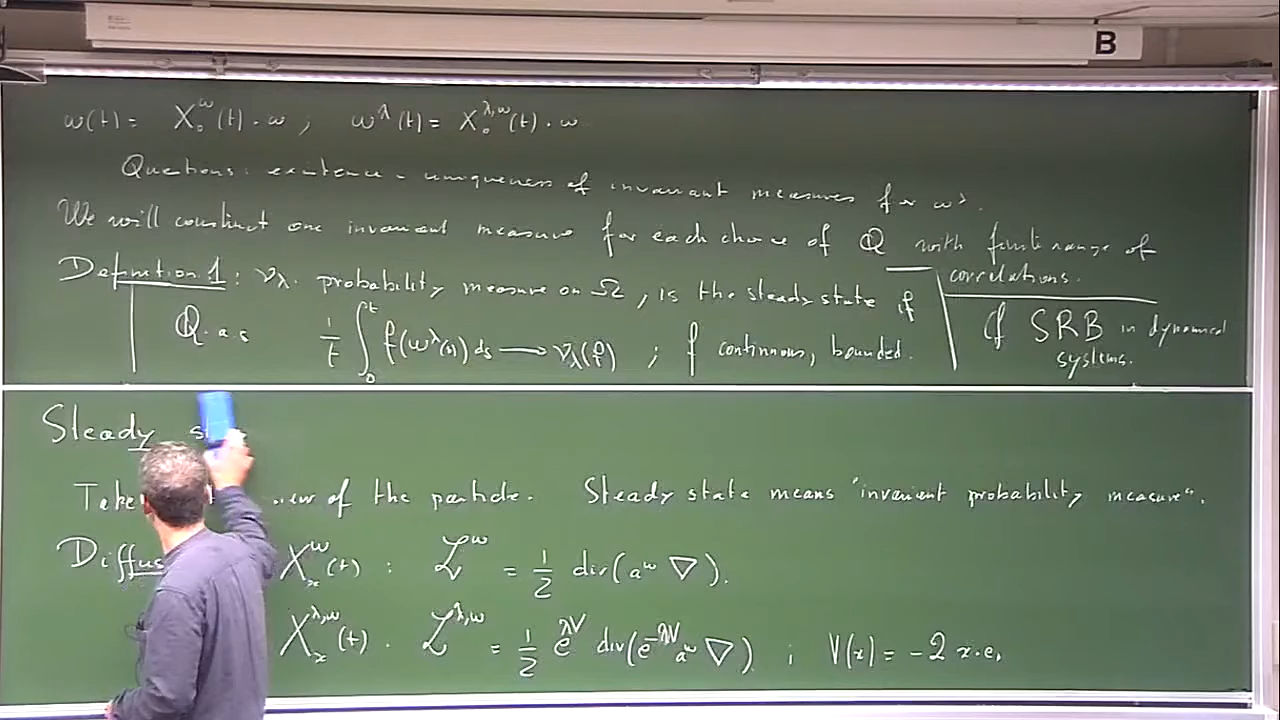 B
ω(t) = X₀^ω(t)·ω ; ω^λ(t) = X₀^{λ,ω}(t)·ω
Questions: existence - uniqueness of invariant measures for ω^λ.
We will construct one invariant measure for each choice of Q with finite range of
correlations.
Definition 1: ν_λ. probability measure on Ω, is the steady state if
Q.a.s 1/t ∫₀^t f(ω^λ(s)) ds → ν_λ(f) ; f continuous, bounded.
Cf SRB in dynamical
systems.
Steady
Take of the particle. Steady state means "invariant probability measure".
Diffus X_x^ω(t) : 𝓛^ω = 1/2 div(a^ω ∇).
X_x^{λ,ω}(t). 𝓛^{λ,ω} = 1/2 e^{λV} div(e^{-λV} a^ω ∇) ; V(x) = -2 x·e₁